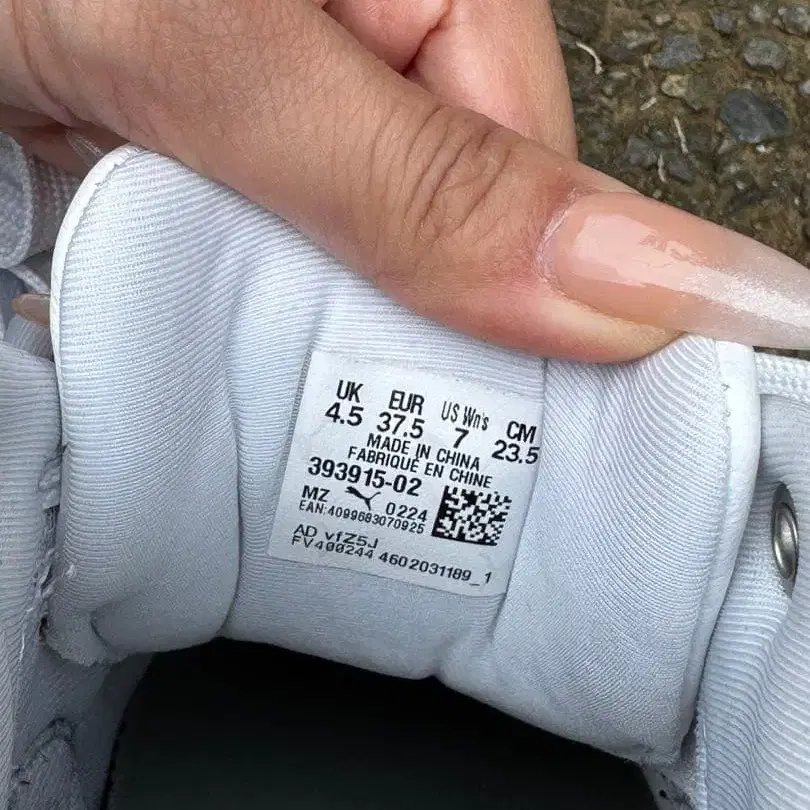 UK EUR US Wn's CM
4.5 37.5 7 23.5
MADE IN CHINA
FABRIQUÉ EN CHINE
393915-02
MZ 0224
EAN:4099683070925
AD vfZ5J
FV400244 4602031189_1